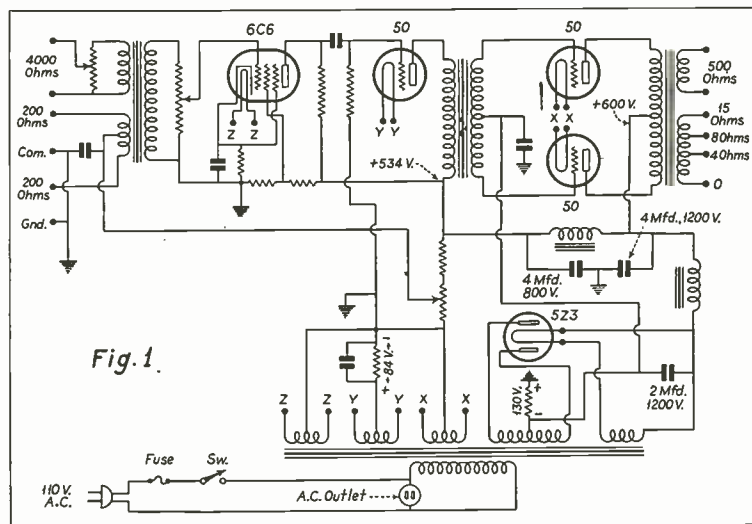 6C6
50
50
4000
Ohms
500
Ohms
+600 V.
15
Ohms
8 Ohms
4 Ohms
0
200
Ohms
Com.
200
Ohms
Gnd.
Z Z
Y Y
X X
X X
+534 V.
50
4 Mfd., 1200 V.
4 Mfd.
800 V.
5Z3
Fig. 1.
+84 V.+
130 V.
+
-
2 Mfd.
1200 V.
Z Z Y Y X X
Fuse
Sw.
110 V.
A.C.
A.C. Outlet